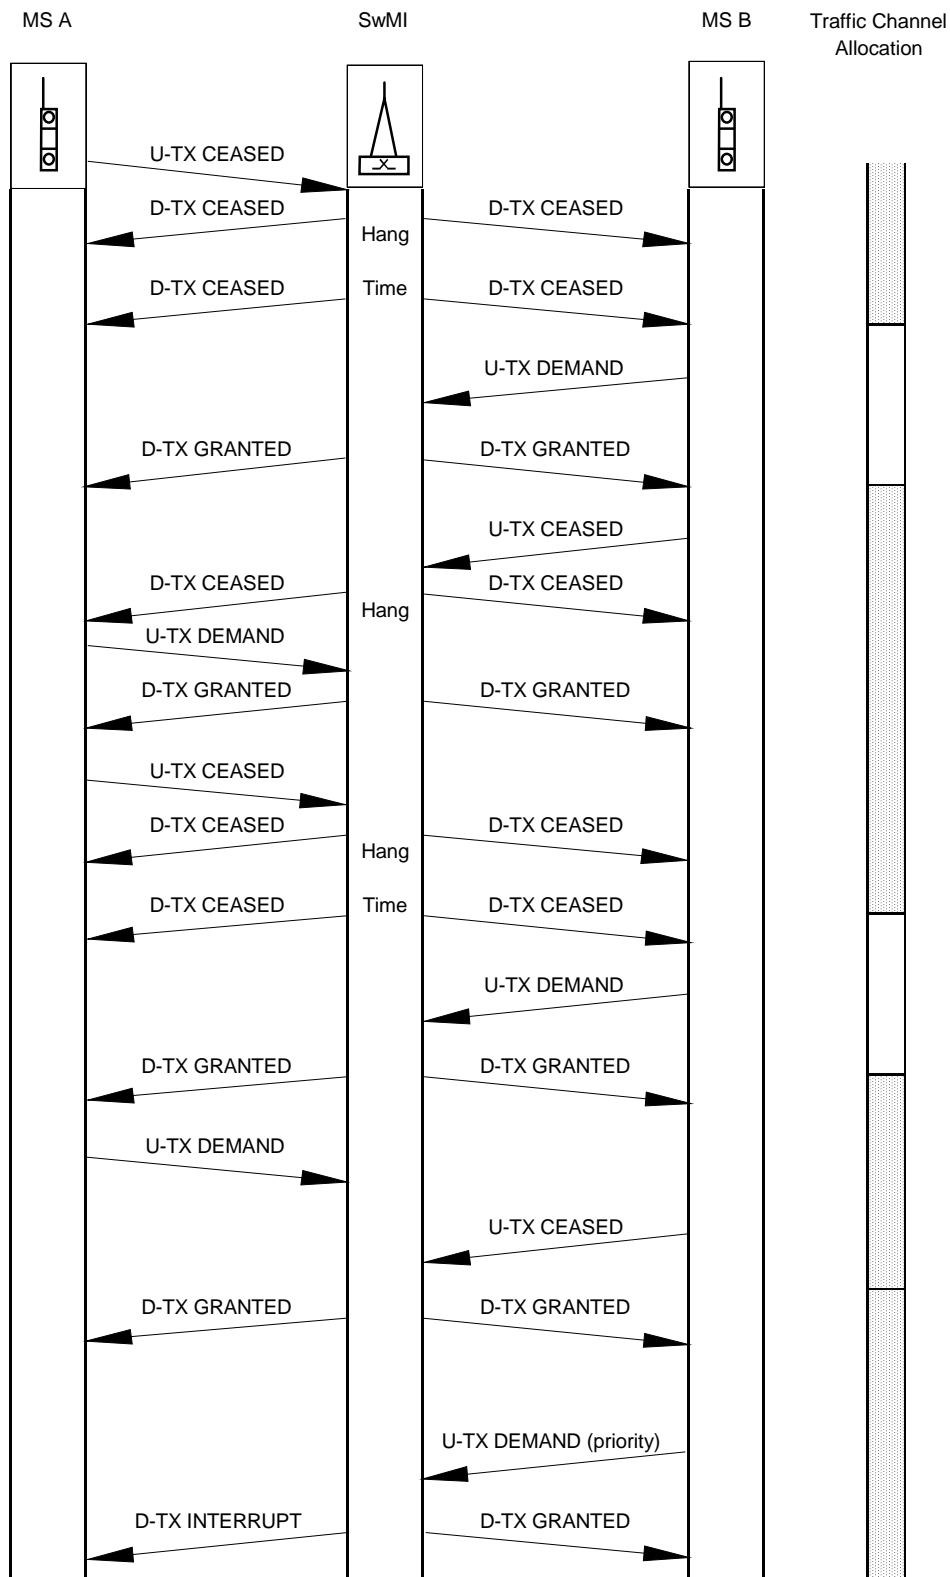 MS A SwMI MS B Traffic Channel
Allocation
U-TX CEASED
D-TX CEASED D-TX CEASED
Hang
D-TX CEASED Time D-TX CEASED
U-TX DEMAND
D-TX GRANTED D-TX GRANTED
U-TX CEASED
D-TX CEASED D-TX CEASED
Hang
U-TX DEMAND
D-TX GRANTED D-TX GRANTED
U-TX CEASED
D-TX CEASED D-TX CEASED
Hang
D-TX CEASED Time D-TX CEASED
U-TX DEMAND
D-TX GRANTED D-TX GRANTED
U-TX DEMAND
U-TX CEASED
D-TX GRANTED D-TX GRANTED
U-TX DEMAND (priority)
D-TX INTERRUPT D-TX GRANTED